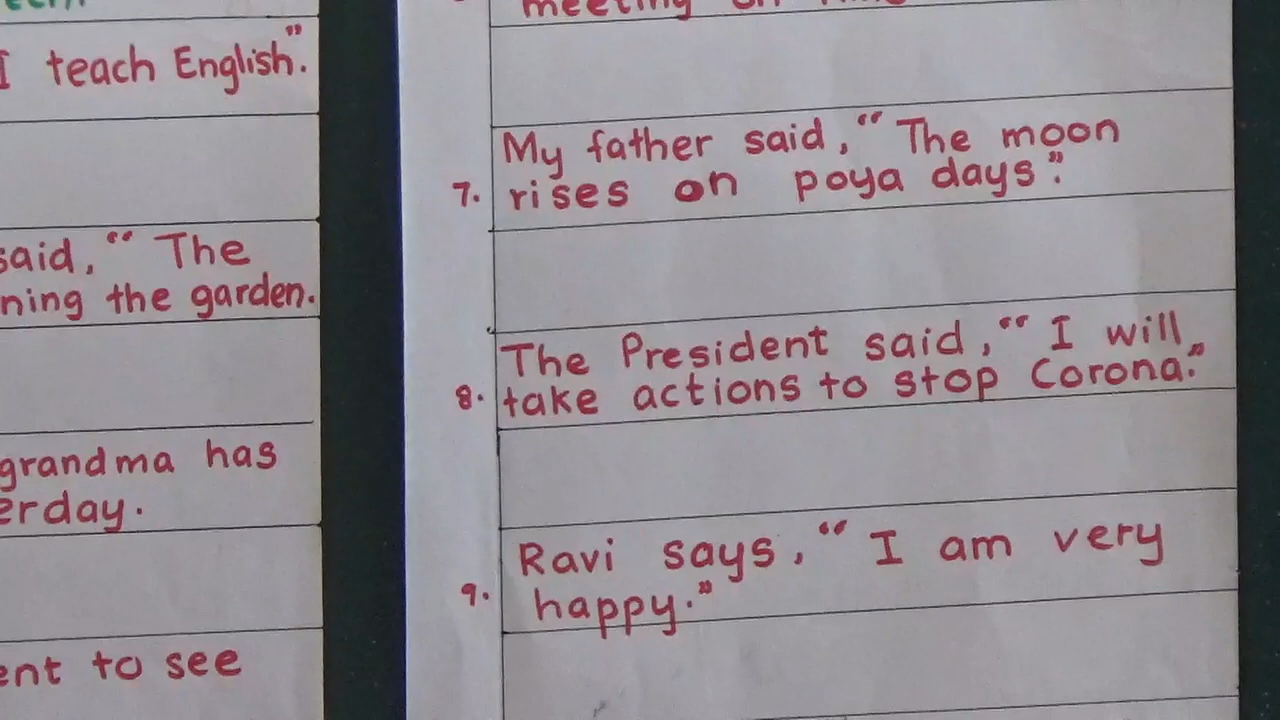 I teach English."
said, "The
ning the garden.
grandma has
erday.
ent to see
meeting on
My father said, "The moon
7. rises on poya days".
The President said, "I will
8. take actions to stop Corona."
Ravi says, "I am very
9. happy."